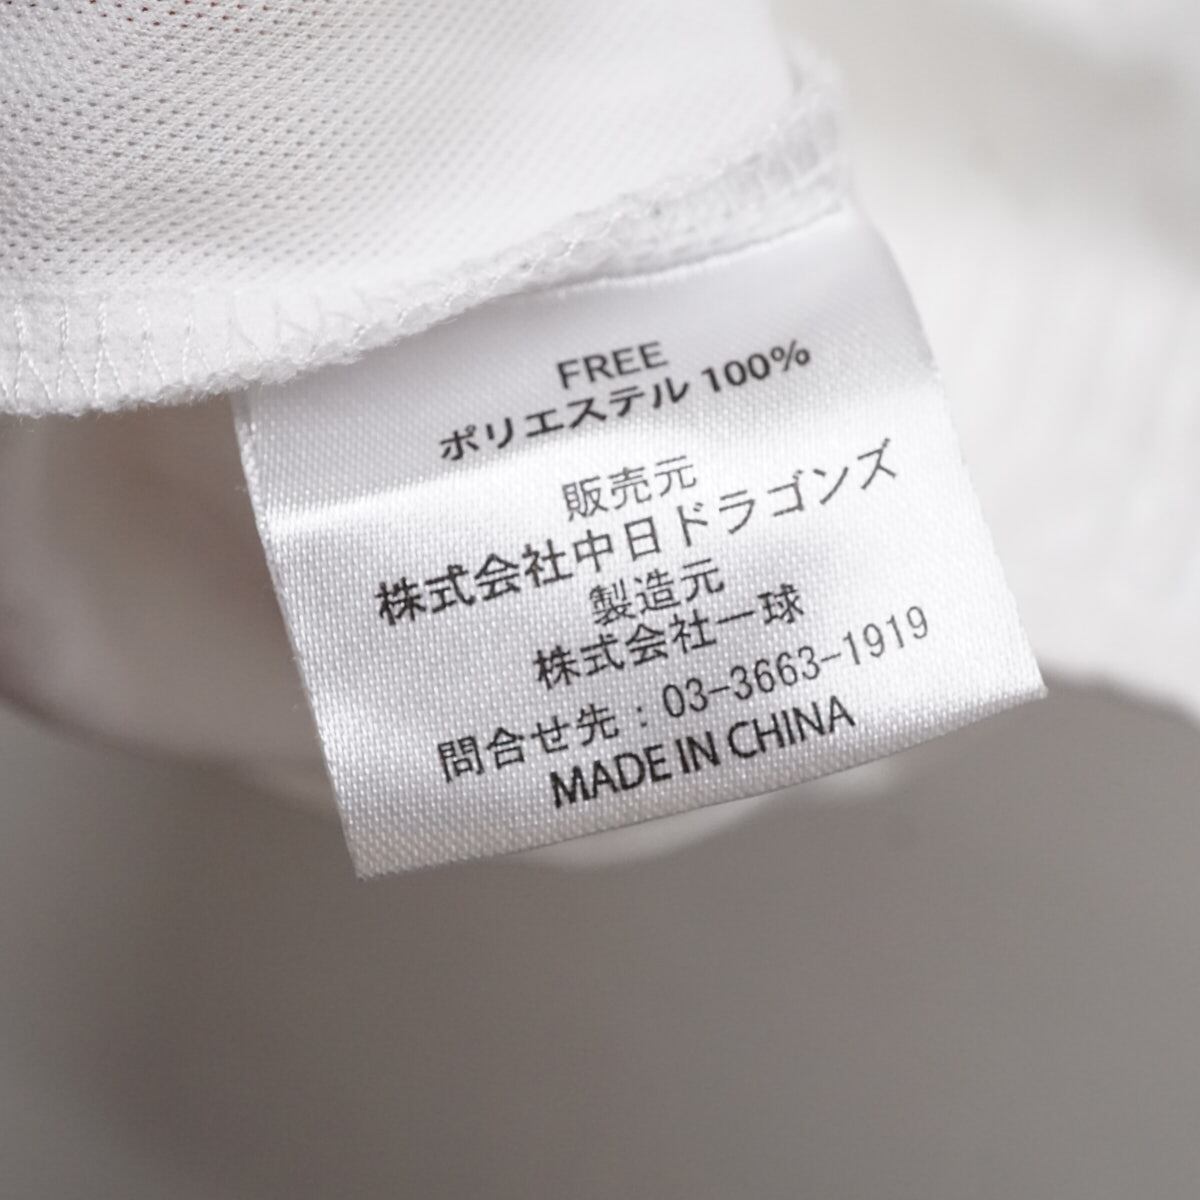 FREE
ポリエステル 100%
販売元
株式会社中日ドラゴンズ
製造元
株式会社一球
問合せ先：03-3663-1919
MADE IN CHINA